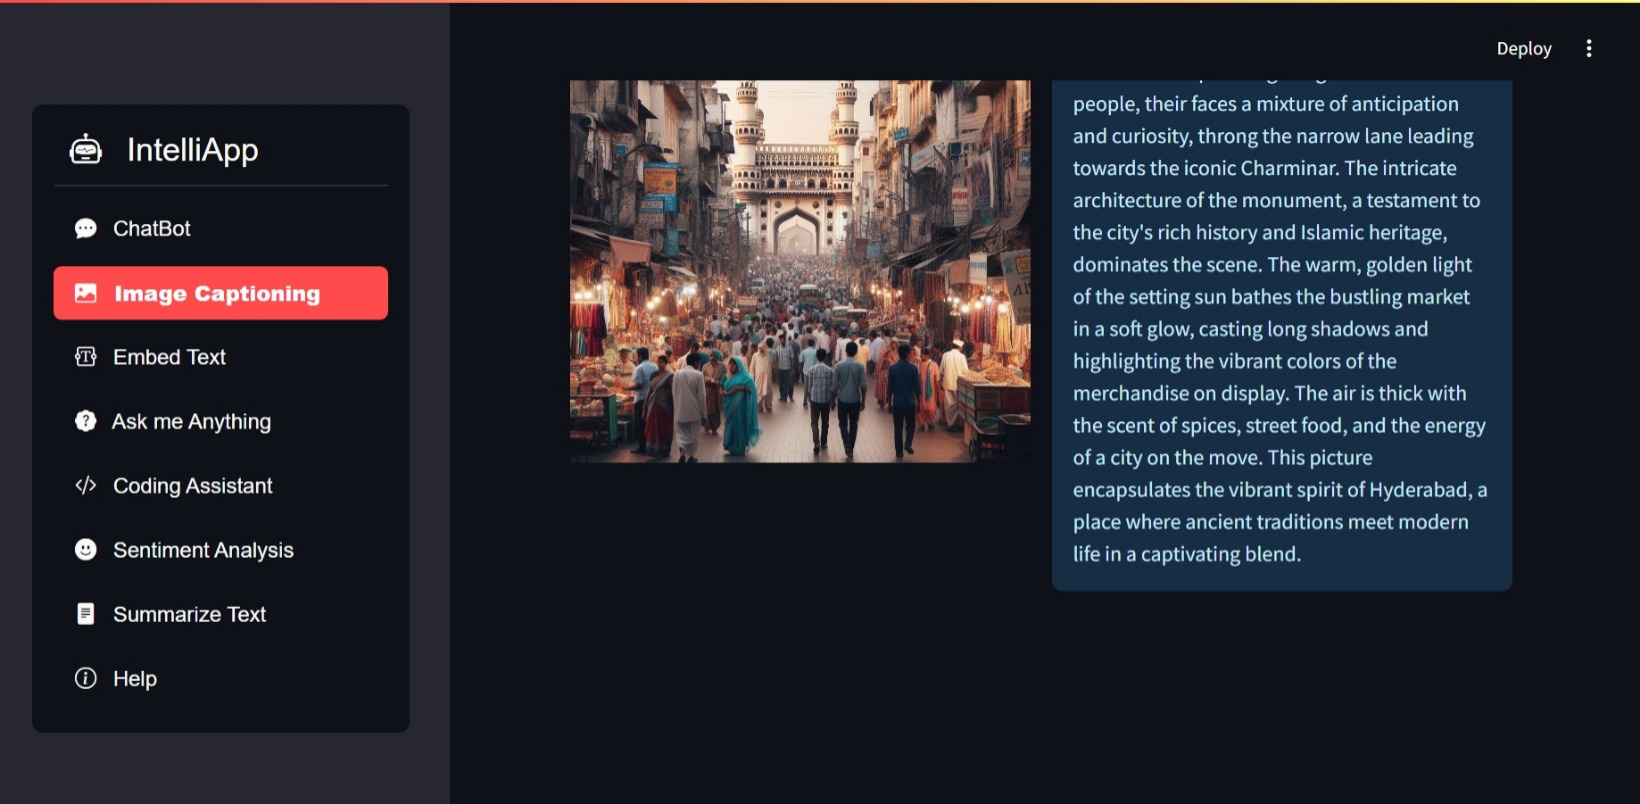 Deploy
IntelliApp
ChatBot
Image Captioning
Embed Text
Ask me Anything
Coding Assistant
Sentiment Analysis
Summarize Text
Help
people, their faces a mixture of anticipation
and curiosity, throng the narrow lane leading
towards the iconic Charminar. The intricate
architecture of the monument, a testament to
the city's rich history and Islamic heritage,
dominates the scene. The warm, golden light
of the setting sun bathes the bustling market
in a soft glow, casting long shadows and
highlighting the vibrant colors of the
merchandise on display. The air is thick with
the scent of spices, street food, and the energy
of a city on the move. This picture
encapsulates the vibrant spirit of Hyderabad, a
place where ancient traditions meet modern
life in a captivating blend.